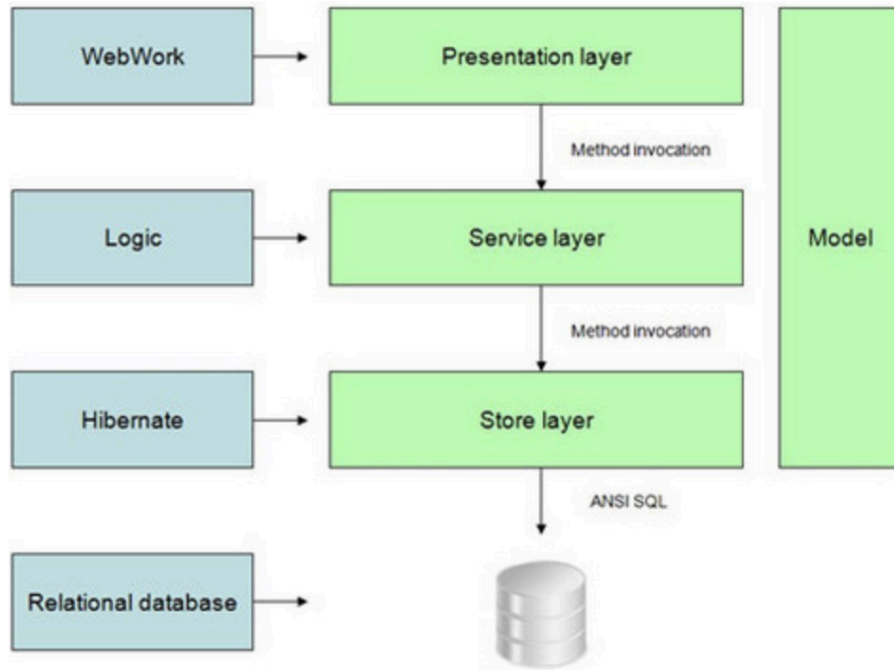 WebWork
Presentation layer
Method invocation
Logic
Service layer
Model
Method invocation
Hibernate
Store layer
ANSI SQL
Relational database